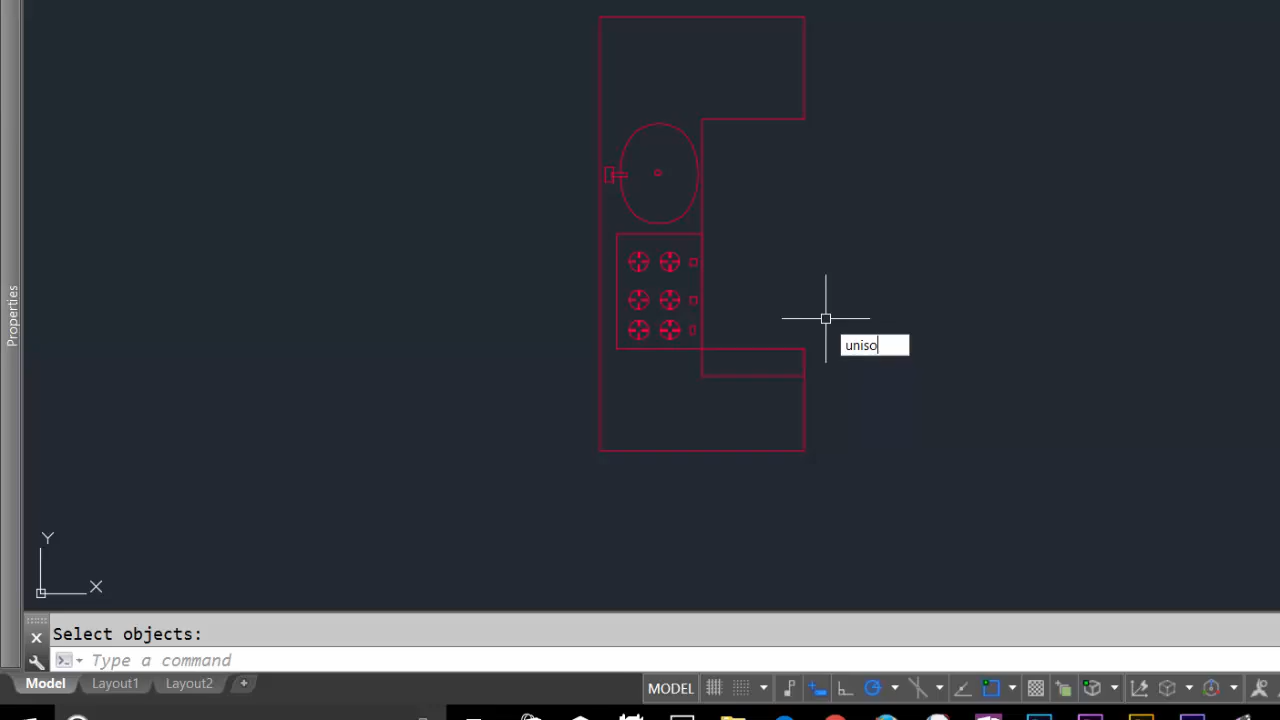 uniso
Properties
Y
X
Select objects:
Type a command
Model
Layout1
Layout2
+
MODEL